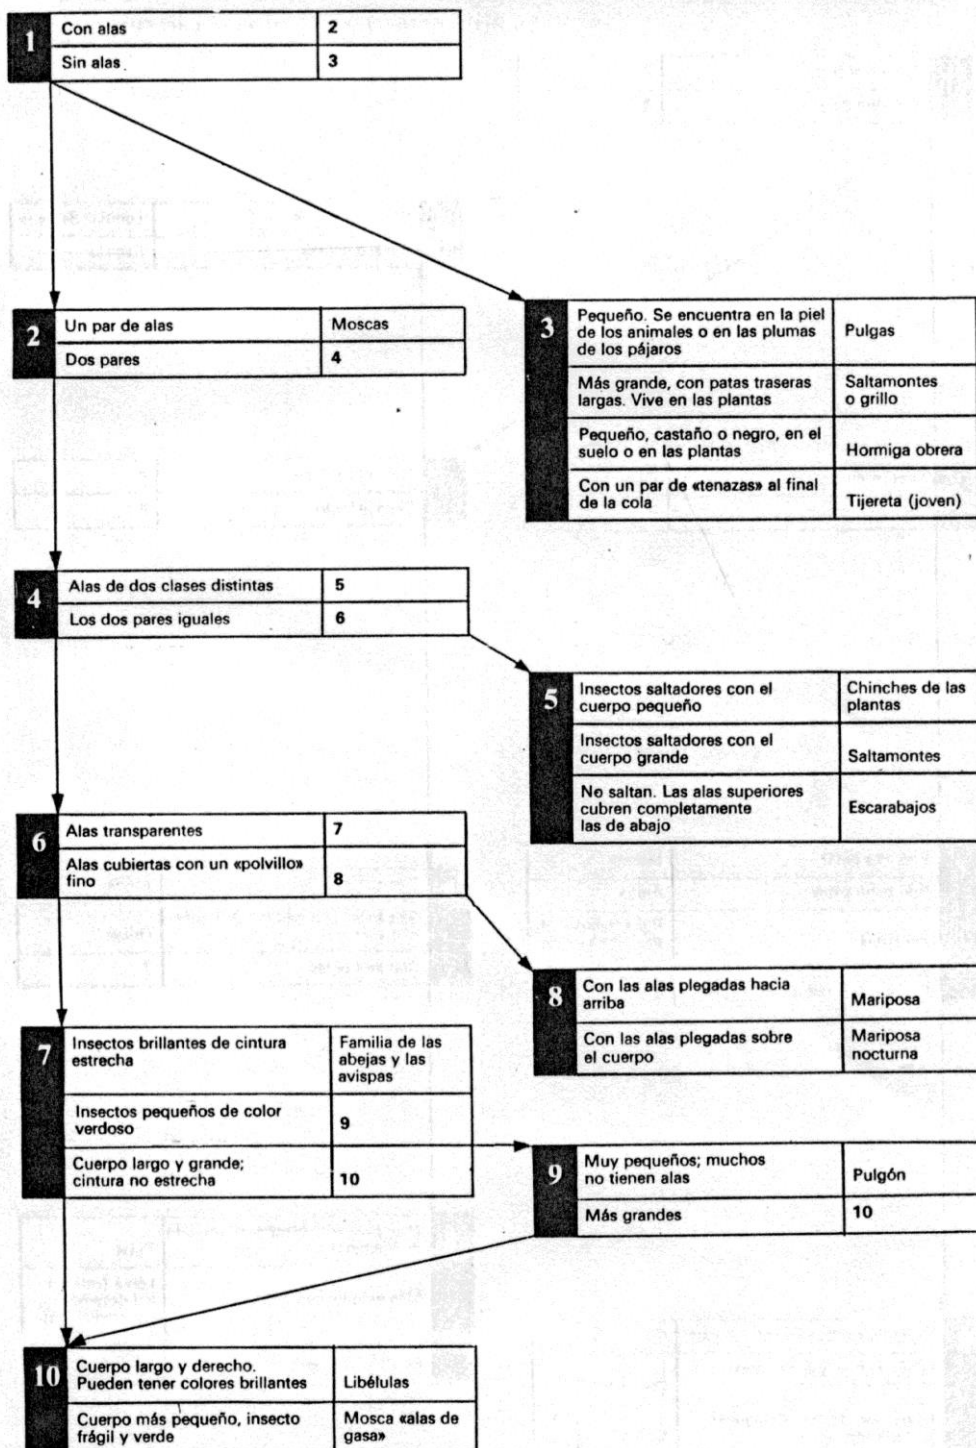 1
Con alas 2
Sin alas 3
2
Un par de alas Moscas
Dos pares 4
3
Pequeño. Se encuentra en la piel
de los animales o en las plumas
de los pájaros
Pulgas
Más grande, con patas traseras
largas. Vive en las plantas
Saltamontes
o grillo
Pequeño, castaño o negro, en el
suelo o en las plantas
Hormiga obrera
Con un par de «tenazas» al final
de la cola
Tijereta (joven)
4
Alas de dos clases distintas 5
Los dos pares iguales 6
5
Insectos saltadores con el
cuerpo pequeño
Chinches de las
plantas
Insectos saltadores con el
cuerpo grande
Saltamontes
No saltan. Las alas superiores
cubren completamente
las de abajo
Escarabajos
6
Alas transparentes 7
Alas cubiertas con un «polvillo»
fino
8
8
Con las alas plegadas hacia
arriba
Mariposa
Con las alas plegadas sobre
el cuerpo
Mariposa
nocturna
7
Insectos brillantes de cintura
estrecha
Familia de las
abejas y las
avispas
Insectos pequeños de color
verdoso
9
Cuerpo largo y grande;
cintura no estrecha
10
9
Muy pequeños; muchos
no tienen alas
Pulgón
Más grandes 10
10
Cuerpo largo y derecho.
Pueden tener colores brillantes
Libélulas
Cuerpo más pequeño, insecto
frágil y verde
Mosca «alas de
gasa»